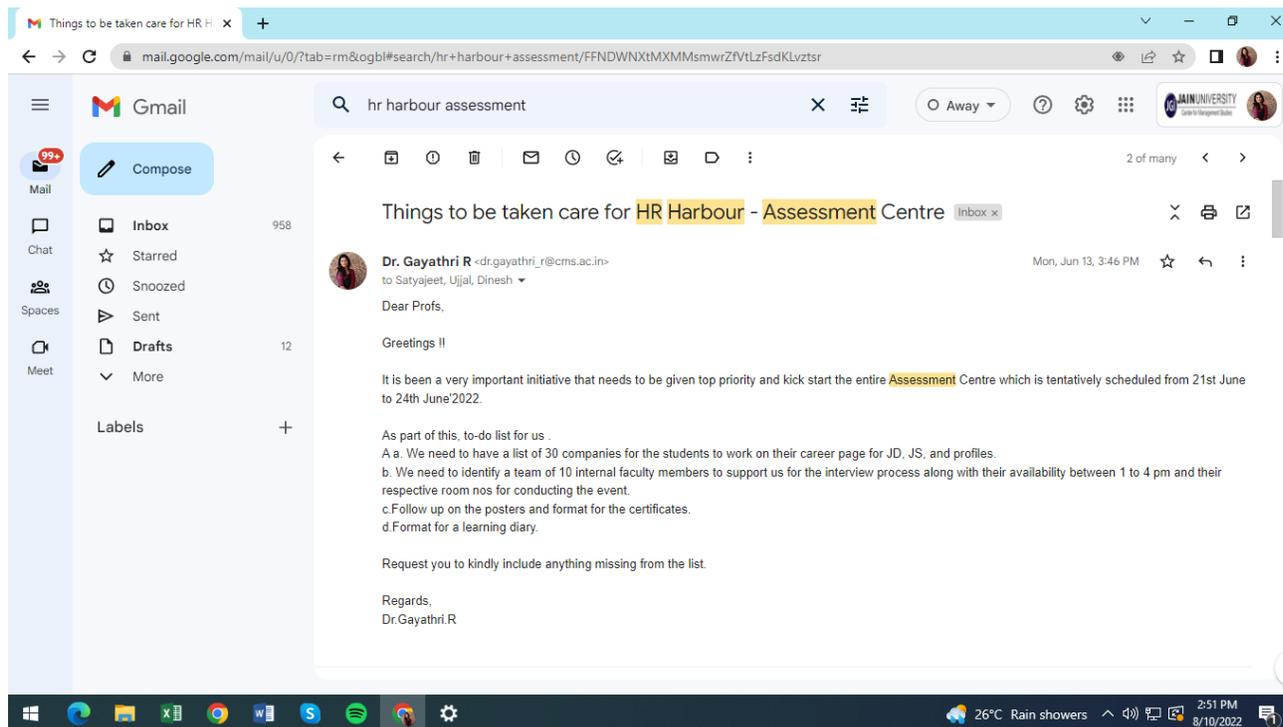 Things to be taken care for HR H
mail.google.com/mail/u/0/?tab=rm&ogbl#search/hr+harbour+assessment/FFNDWNXtMXMMsmwrZfVtLzFsdKLvztsr
Gmail
hr harbour assessment
Away
JAIN UNIVERSITY
Center for Management Studies
99+
Mail
Chat
Spaces
Meet
Compose
Inbox 958
Starred
Snoozed
Sent
Drafts 12
More
Labels
2 of many
Things to be taken care for HR Harbour - Assessment Centre Inbox x
Dr. Gayathri R <dr.gayathri_r@cms.ac.in> Mon, Jun 13, 3:46 PM
to Satyajeet, Ujjal, Dinesh
Dear Profs,
Greetings !!
It is been a very important initiative that needs to be given top priority and kick start the entire Assessment Centre which is tentatively scheduled from 21st June
to 24th June'2022.
As part of this, to-do list for us .
A a. We need to have a list of 30 companies for the students to work on their career page for JD, JS, and profiles.
b. We need to identify a team of 10 internal faculty members to support us for the interview process along with their availability between 1 to 4 pm and their
respective room nos for conducting the event.
c.Follow up on the posters and format for the certificates.
d.Format for a learning diary.
Request you to kindly include anything missing from the list.
Regards,
Dr.Gayathri.R
26°C Rain showers
2:51 PM
8/10/2022